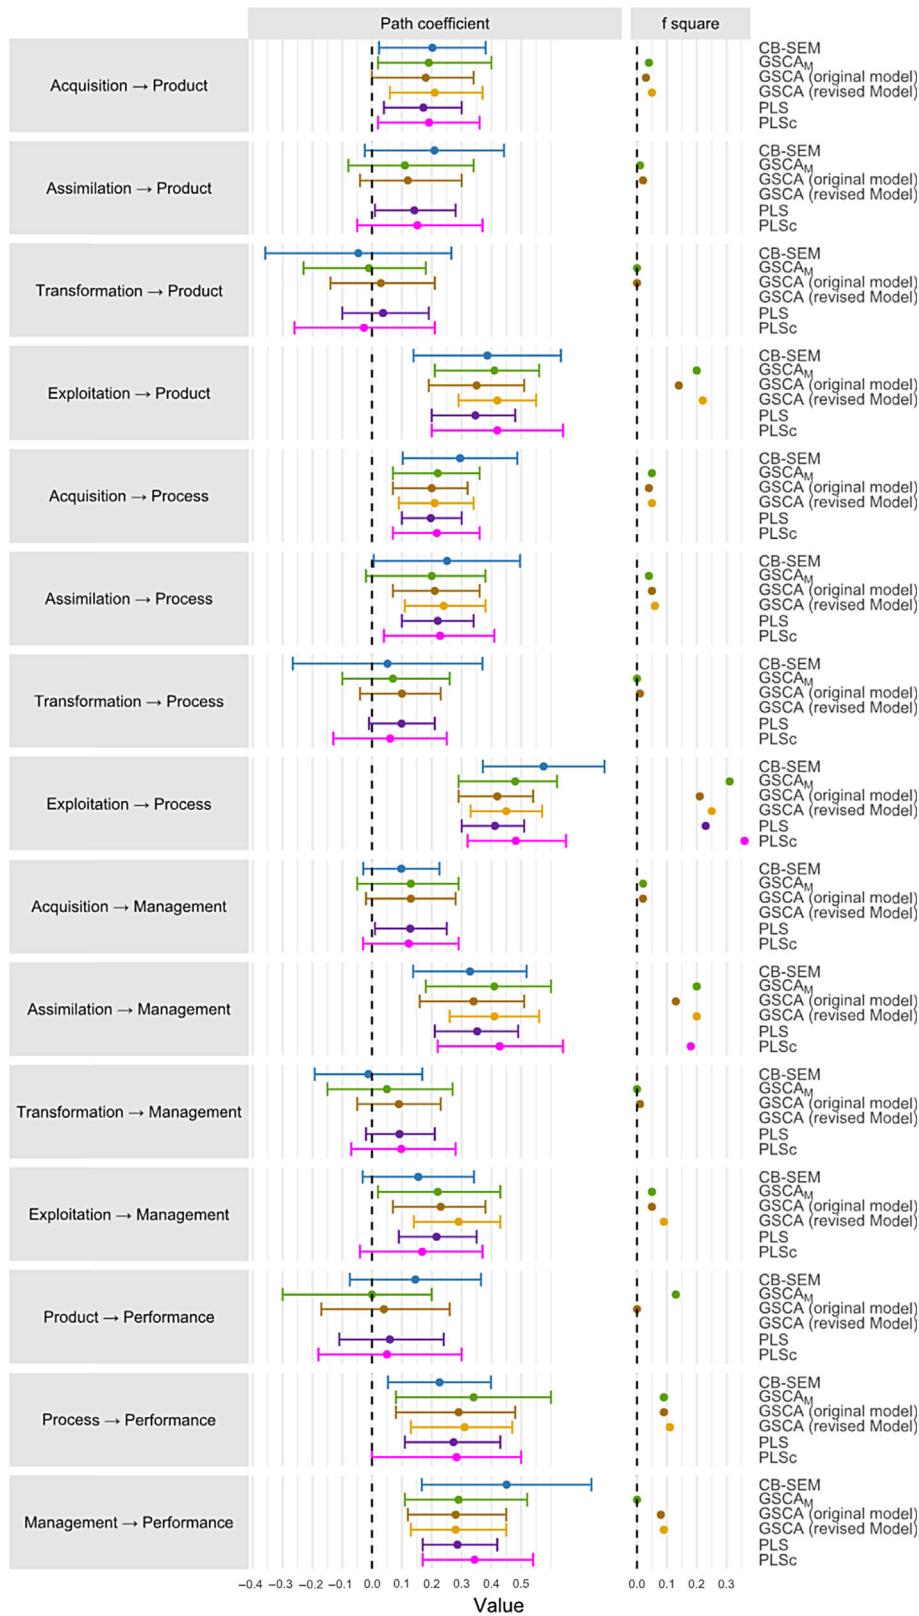 Path coefficient f square
Acquisition → Product
CB-SEM
GSCAM
GSCA (original model)
GSCA (revised Model)
PLS
PLSc
Assimilation → Product
CB-SEM
GSCAM
GSCA (original model)
GSCA (revised Model)
PLS
PLSc
Transformation → Product
CB-SEM
GSCAM
GSCA (original model)
GSCA (revised Model)
PLS
PLSc
Exploitation → Product
CB-SEM
GSCAM
GSCA (original model)
GSCA (revised Model)
PLS
PLSc
Acquisition → Process
CB-SEM
GSCAM
GSCA (original model)
GSCA (revised Model)
PLS
PLSc
Assimilation → Process
CB-SEM
GSCAM
GSCA (original model)
GSCA (revised Model)
PLS
PLSc
Transformation → Process
CB-SEM
GSCAM
GSCA (original model)
GSCA (revised Model)
PLS
PLSc
Exploitation → Process
CB-SEM
GSCAM
GSCA (original model)
GSCA (revised Model)
PLS
PLSc
Acquisition → Management
CB-SEM
GSCAM
GSCA (original model)
GSCA (revised Model)
PLS
PLSc
Assimilation → Management
CB-SEM
GSCAM
GSCA (original model)
GSCA (revised Model)
PLS
PLSc
Transformation → Management
CB-SEM
GSCAM
GSCA (original model)
GSCA (revised Model)
PLS
PLSc
Exploitation → Management
CB-SEM
GSCAM
GSCA (original model)
GSCA (revised Model)
PLS
PLSc
Product → Performance
CB-SEM
GSCAM
GSCA (original model)
GSCA (revised Model)
PLS
PLSc
Process → Performance
CB-SEM
GSCAM
GSCA (original model)
GSCA (revised Model)
PLS
PLSc
Management → Performance
CB-SEM
GSCAM
GSCA (original model)
GSCA (revised Model)
PLS
PLSc
−0.4 −0.3 −0.2 −0.1 0.0 0.1 0.2 0.3 0.4 0.5 0.0 0.1 0.2 0.3
Value